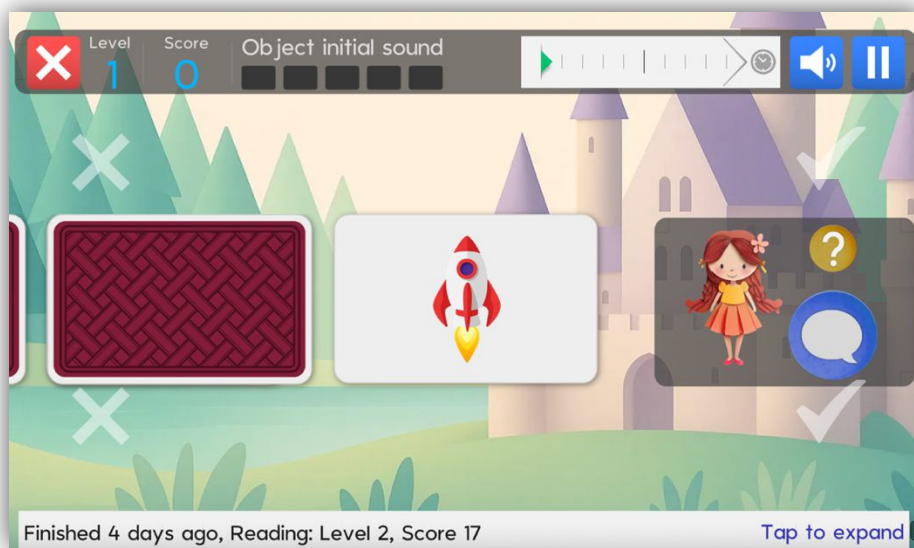 Level
1
Score
0
Object initial sound
?
Finished 4 days ago, Reading: Level 2, Score 17
Tap to expand